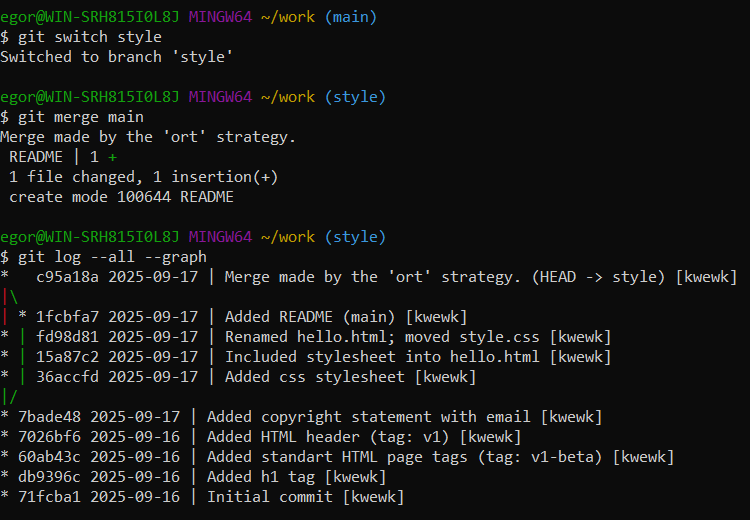 egor@WIN-SRH815I0L8J MINGW64 ~/work (main)
$ git switch style
Switched to branch 'style'

egor@WIN-SRH815I0L8J MINGW64 ~/work (style)
$ git merge main
Merge made by the 'ort' strategy.
 README | 1 +
 1 file changed, 1 insertion(+)
 create mode 100644 README

egor@WIN-SRH815I0L8J MINGW64 ~/work (style)
$ git log --all --graph
*   c95a18a 2025-09-17 | Merge made by the 'ort' strategy. (HEAD -> style) [kwewk]
|\
| * 1fcbfa7 2025-09-17 | Added README (main) [kwewk]
* | fd98d81 2025-09-17 | Renamed hello.html; moved style.css [kwewk]
* | 15a87c2 2025-09-17 | Included stylesheet into hello.html [kwewk]
* | 36accfd 2025-09-17 | Added css stylesheet [kwewk]
|/
* 7bade48 2025-09-17 | Added copyright statement with email [kwewk]
* 7026bf6 2025-09-16 | Added HTML header (tag: v1) [kwewk]
* 60ab43c 2025-09-16 | Added standart HTML page tags (tag: v1-beta) [kwewk]
* db9396c 2025-09-16 | Added h1 tag [kwewk]
* 71fcba1 2025-09-16 | Initial commit [kwewk]